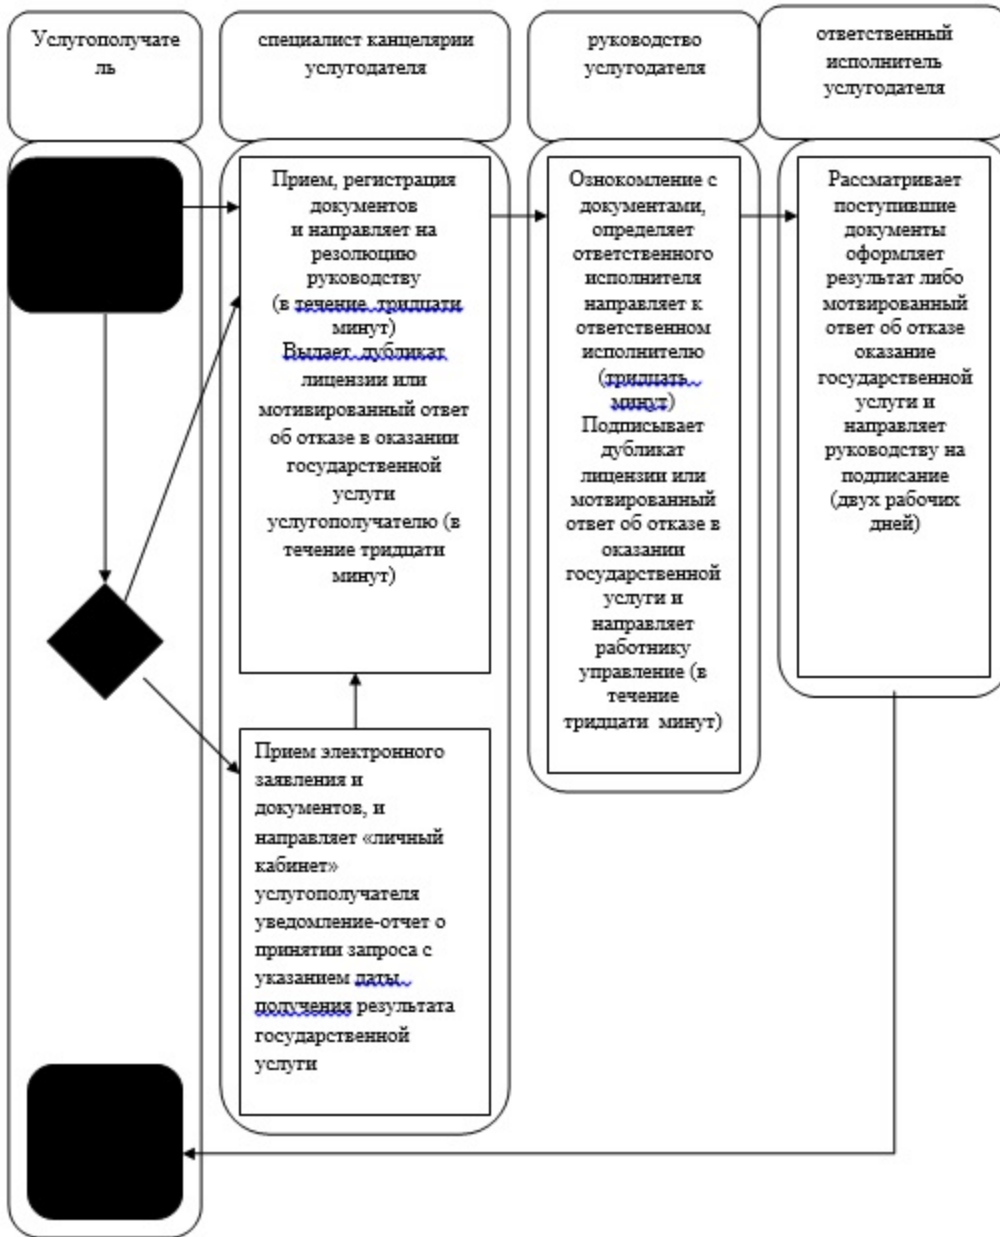 Услугополучате
ль
специалист канцелярии
услугодателя
руководство
услугодателя
ответственный
исполнитель
услугодателя
Прием, регистрация
документов
и направляет на
резолюцию
руководству
(в течение тридцати
минут)
Выдает дубликат
лицензии или
мотивированный ответ
об отказе в оказании
государственной
услуги
услугополучателю (в
течение тридцати
минут)
Ознокомление с
документами,
определяет
ответственного
исполнителя
направляет к
ответственном
исполнителю
(тридцать
минут)
Подписывает
дубликат
лицензии или
мотвированный
ответ об отказе в
оказании
государственной
услуги и
направляет
работнику
управление (в
течение
тридцати минут)
Рассматривает
поступившие
документы
оформляет
результат либо
мотвированный
ответ об отказе
оказание
государственной
услуги и
направляет
руководству на
подписание
(двух рабочих
дней)
Прием электронного
заявления и
документов, и
направляет «личный
кабинет»
услугополучателя
уведомление-отчет о
принятии запроса с
указанием даты
получения результата
государственной
услуги